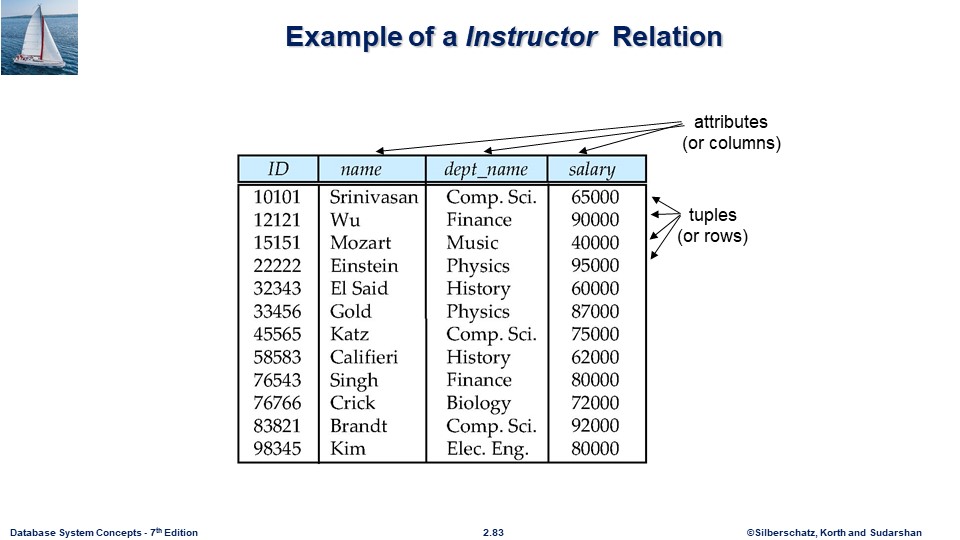 Example of a Instructor Relation
attributes
(or columns)
ID name dept_name salary
10101 Srinivasan Comp. Sci. 65000
12121 Wu Finance 90000
15151 Mozart Music 40000
22222 Einstein Physics 95000
32343 El Said History 60000
33456 Gold Physics 87000
45565 Katz Comp. Sci. 75000
58583 Califieri History 62000
76543 Singh Finance 80000
76766 Crick Biology 72000
83821 Brandt Comp. Sci. 92000
98345 Kim Elec. Eng. 80000
tuples
(or rows)
Database System Concepts - 7th Edition 2.83 ©Silberschatz, Korth and Sudarshan